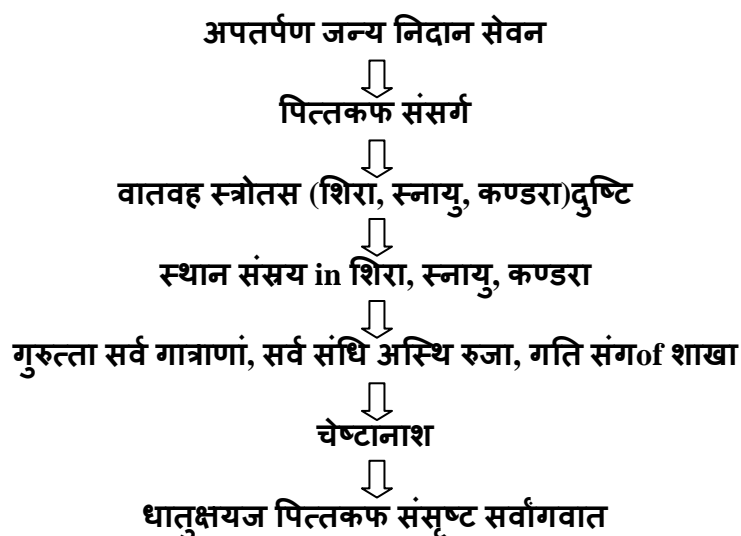 अपतर्पण जन्य निदान सेवन
पित्तकफ संसर्ग
वातवह स्त्रोतस (शिरा, स्नायु, कण्डरा)दुष्टि
स्थान संस्रय in शिरा, स्नायु, कण्डरा
गुरुत्ता सर्व गात्राणां, सर्व संधि अस्थि रुजा, गति संगof शाखा
चेष्टानाश
धातुक्षयज पित्तकफ संसृष्ट सर्वांगवात